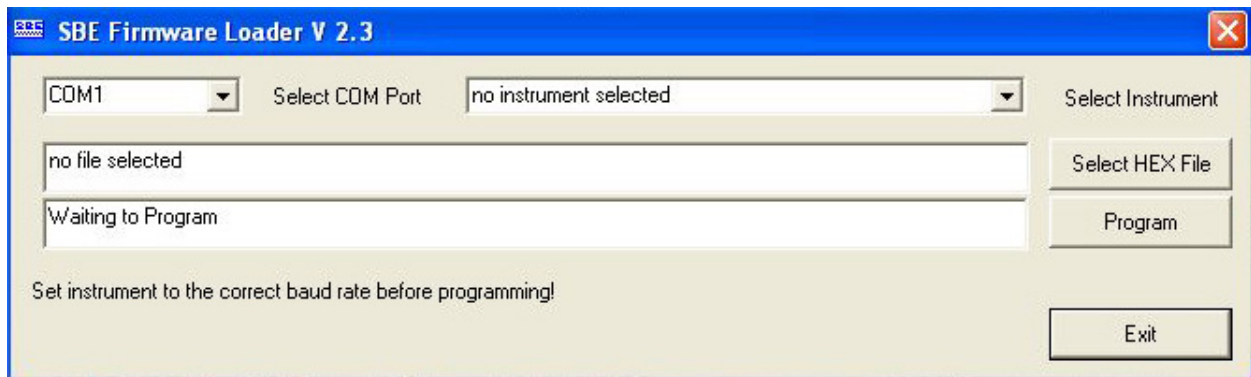 SBE Firmware Loader V 2.3
COM1 Select COM Port no instrument selected Select Instrument
no file selected Select HEX File
Waiting to Program Program
Set instrument to the correct baud rate before programming!
Exit